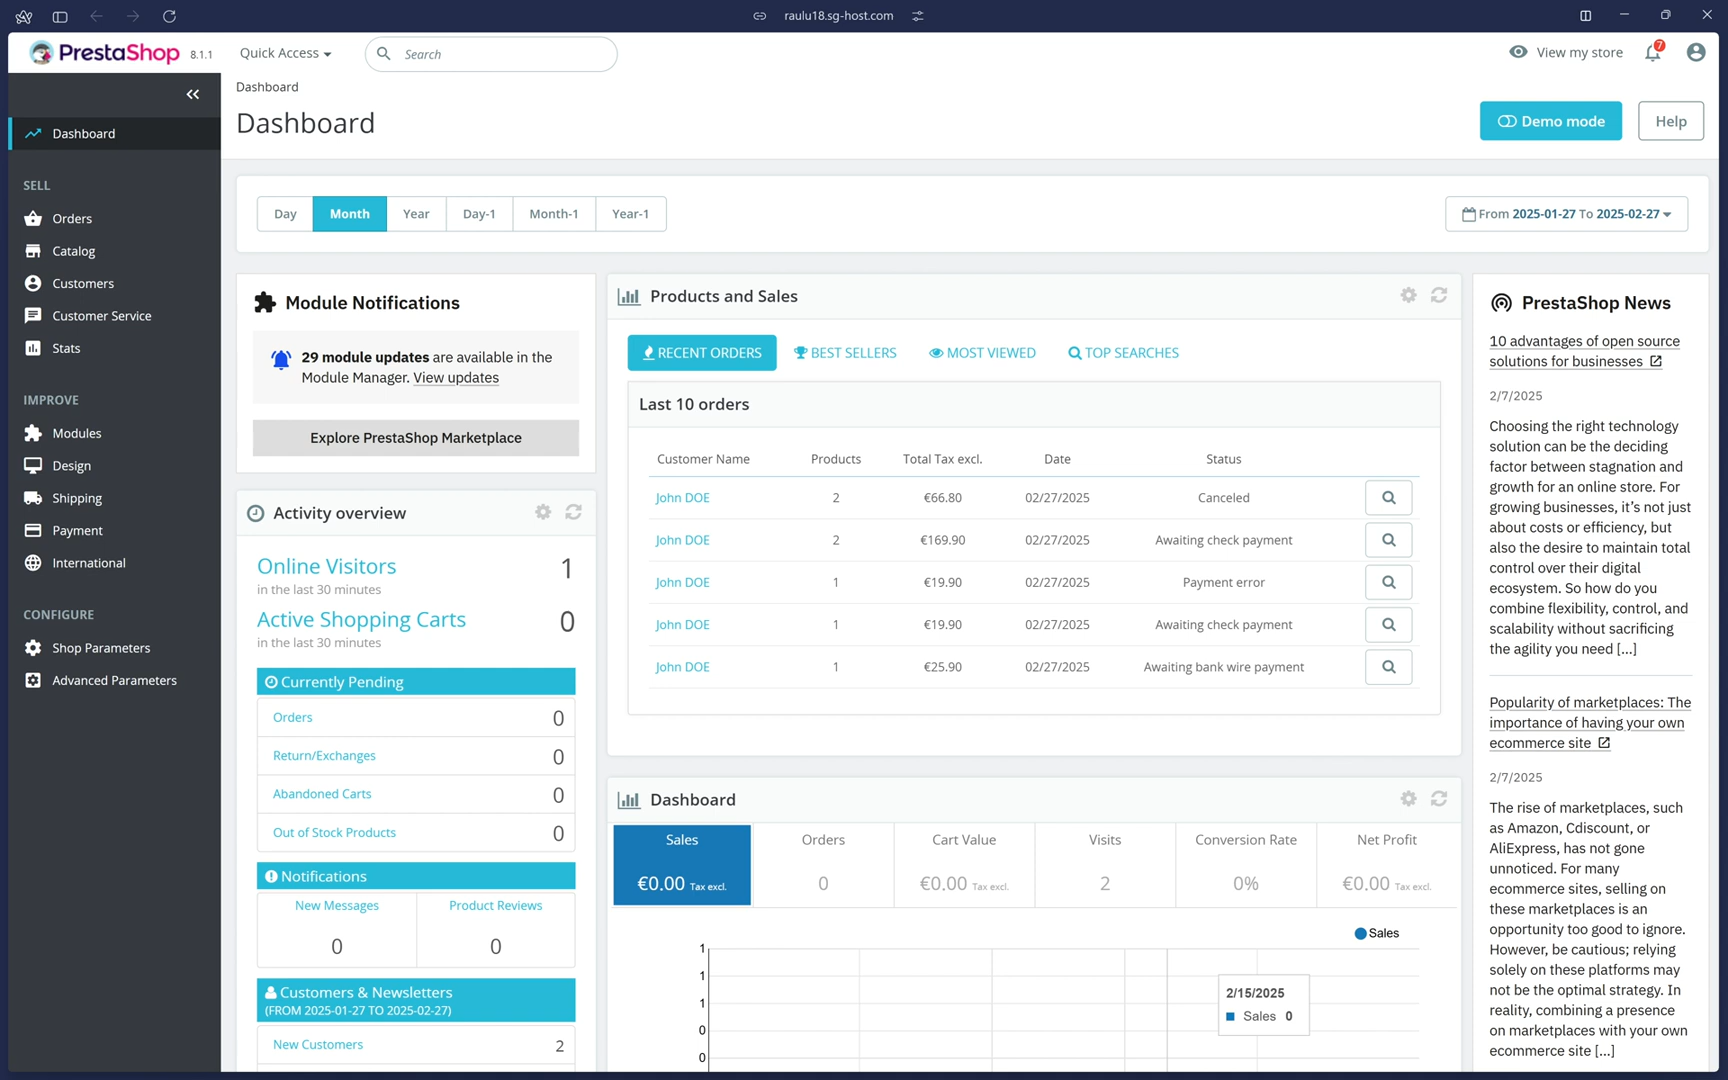 raulu18.sg-host.com
PrestaShop 8.1.1
Quick Access
Search
View my store
7
Dashboard
Dashboard
Demo mode
Help
Dashboard
SELL
Orders
Catalog
Customers
Customer Service
Stats
IMPROVE
Modules
Design
Shipping
Payment
International
CONFIGURE
Shop Parameters
Advanced Parameters
Day Month Year Day-1 Month-1 Year-1
From 2025-01-27 To 2025-02-27
Module Notifications
29 module updates are available in the
Module Manager. View updates
Explore PrestaShop Marketplace
Activity overview
Online Visitors 1
in the last 30 minutes
Active Shopping Carts 0
in the last 30 minutes
Currently Pending
Orders 0
Return/Exchanges 0
Abandoned Carts 0
Out of Stock Products 0
Notifications
New Messages Product Reviews
0 0
Customers & Newsletters
(FROM 2025-01-27 TO 2025-02-27)
New Customers 2
Products and Sales
RECENT ORDERS BEST SELLERS MOST VIEWED TOP SEARCHES
Last 10 orders
Customer Name Products Total Tax excl. Date Status
John DOE 2 €66.80 02/27/2025 Canceled
John DOE 2 €169.90 02/27/2025 Awaiting check payment
John DOE 1 €19.90 02/27/2025 Payment error
John DOE 1 €19.90 02/27/2025 Awaiting check payment
John DOE 1 €25.90 02/27/2025 Awaiting bank wire payment
Dashboard
Sales Orders Cart Value Visits Conversion Rate Net Profit
€0.00 Tax excl. 0 €0.00 Tax excl. 2 0% €0.00 Tax excl.
Sales
1
1
1
0
0
2/15/2025
Sales 0
PrestaShop News
10 advantages of open source
solutions for businesses
2/7/2025
Choosing the right technology
solution can be the deciding
factor between stagnation and
growth for an online store. For
growing businesses, it’s not just
about costs or efficiency, but
also the desire to maintain total
control over their digital
ecosystem. So how do you
combine flexibility, control, and
scalability without sacrificing
the agility you need [...]
Popularity of marketplaces: The
importance of having your own
ecommerce site
2/7/2025
The rise of marketplaces, such
as Amazon, Cdiscount, or
AliExpress, has not gone
unnoticed. For many
ecommerce sites, selling on
these marketplaces is an
opportunity too good to ignore.
However, be cautious; relying
solely on these platforms may
not be the optimal strategy. In
reality, combining a presence
on marketplaces with your own
ecommerce site [...]